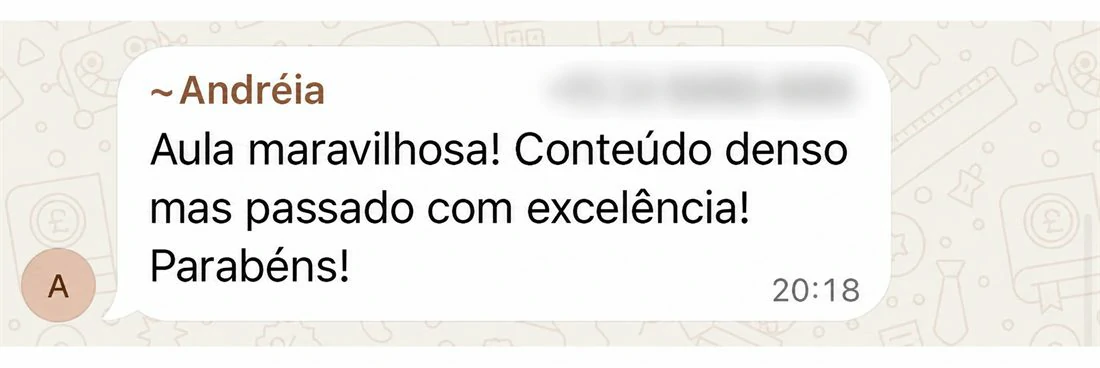 ~Andréia
Aula maravilhosa! Conteúdo denso
mas passado com excelência!
Parabéns!
A
20:18